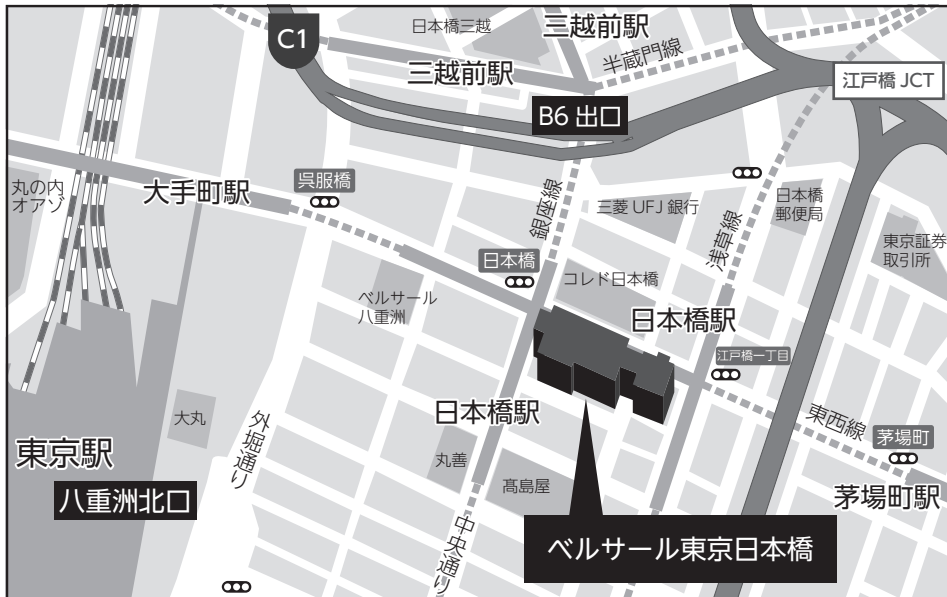 C1
日本橋三越
三越前駅
三越前駅
半蔵門線
江戸橋 JCT
B6 出口
丸の内
オアゾ
大手町駅
呉服橋
銀座線
三菱 UFJ 銀行
浅草線
日本橋
郵便局
東京証券
取引所
日本橋
コレド日本橋
ベルサール
八重洲
日本橋駅
江戸橋一丁目
大丸
外堀通り
日本橋駅
東西線
茅場町
東京駅
丸善
髙島屋
八重洲北口
茅場町駅
中央通り
ベルサール東京日本橋